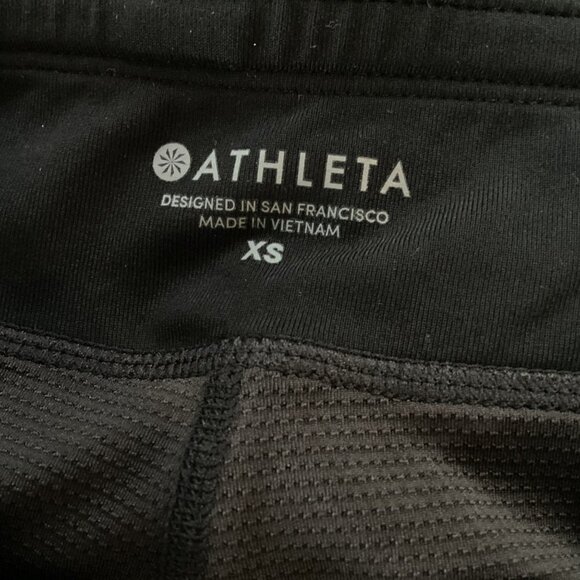 ATHLETA
DESIGNED IN SAN FRANCISCO
MADE IN VIETNAM
XS